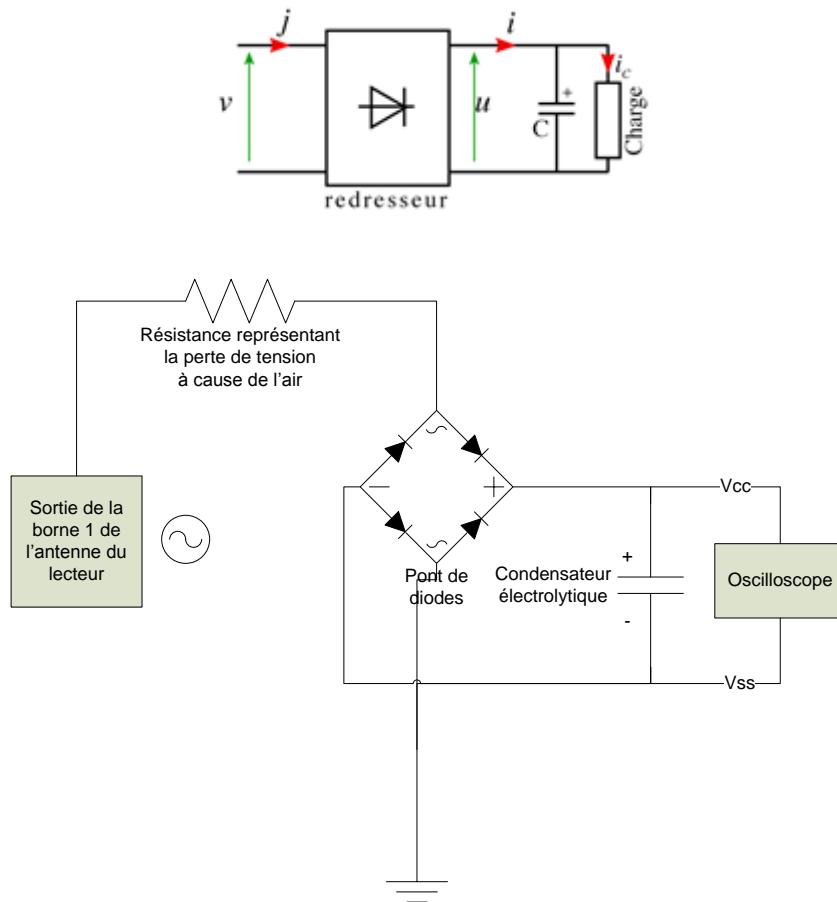 j
i
v
u
C
+
i_C
Charge
redresseur
Résistance représentant
la perte de tension
à cause de l'air
Sortie de la
borne 1 de
l'antenne du
lecteur
Pont de
diodes
Condensateur
électrolytique
+
-
Vcc
Oscilloscope
Vss